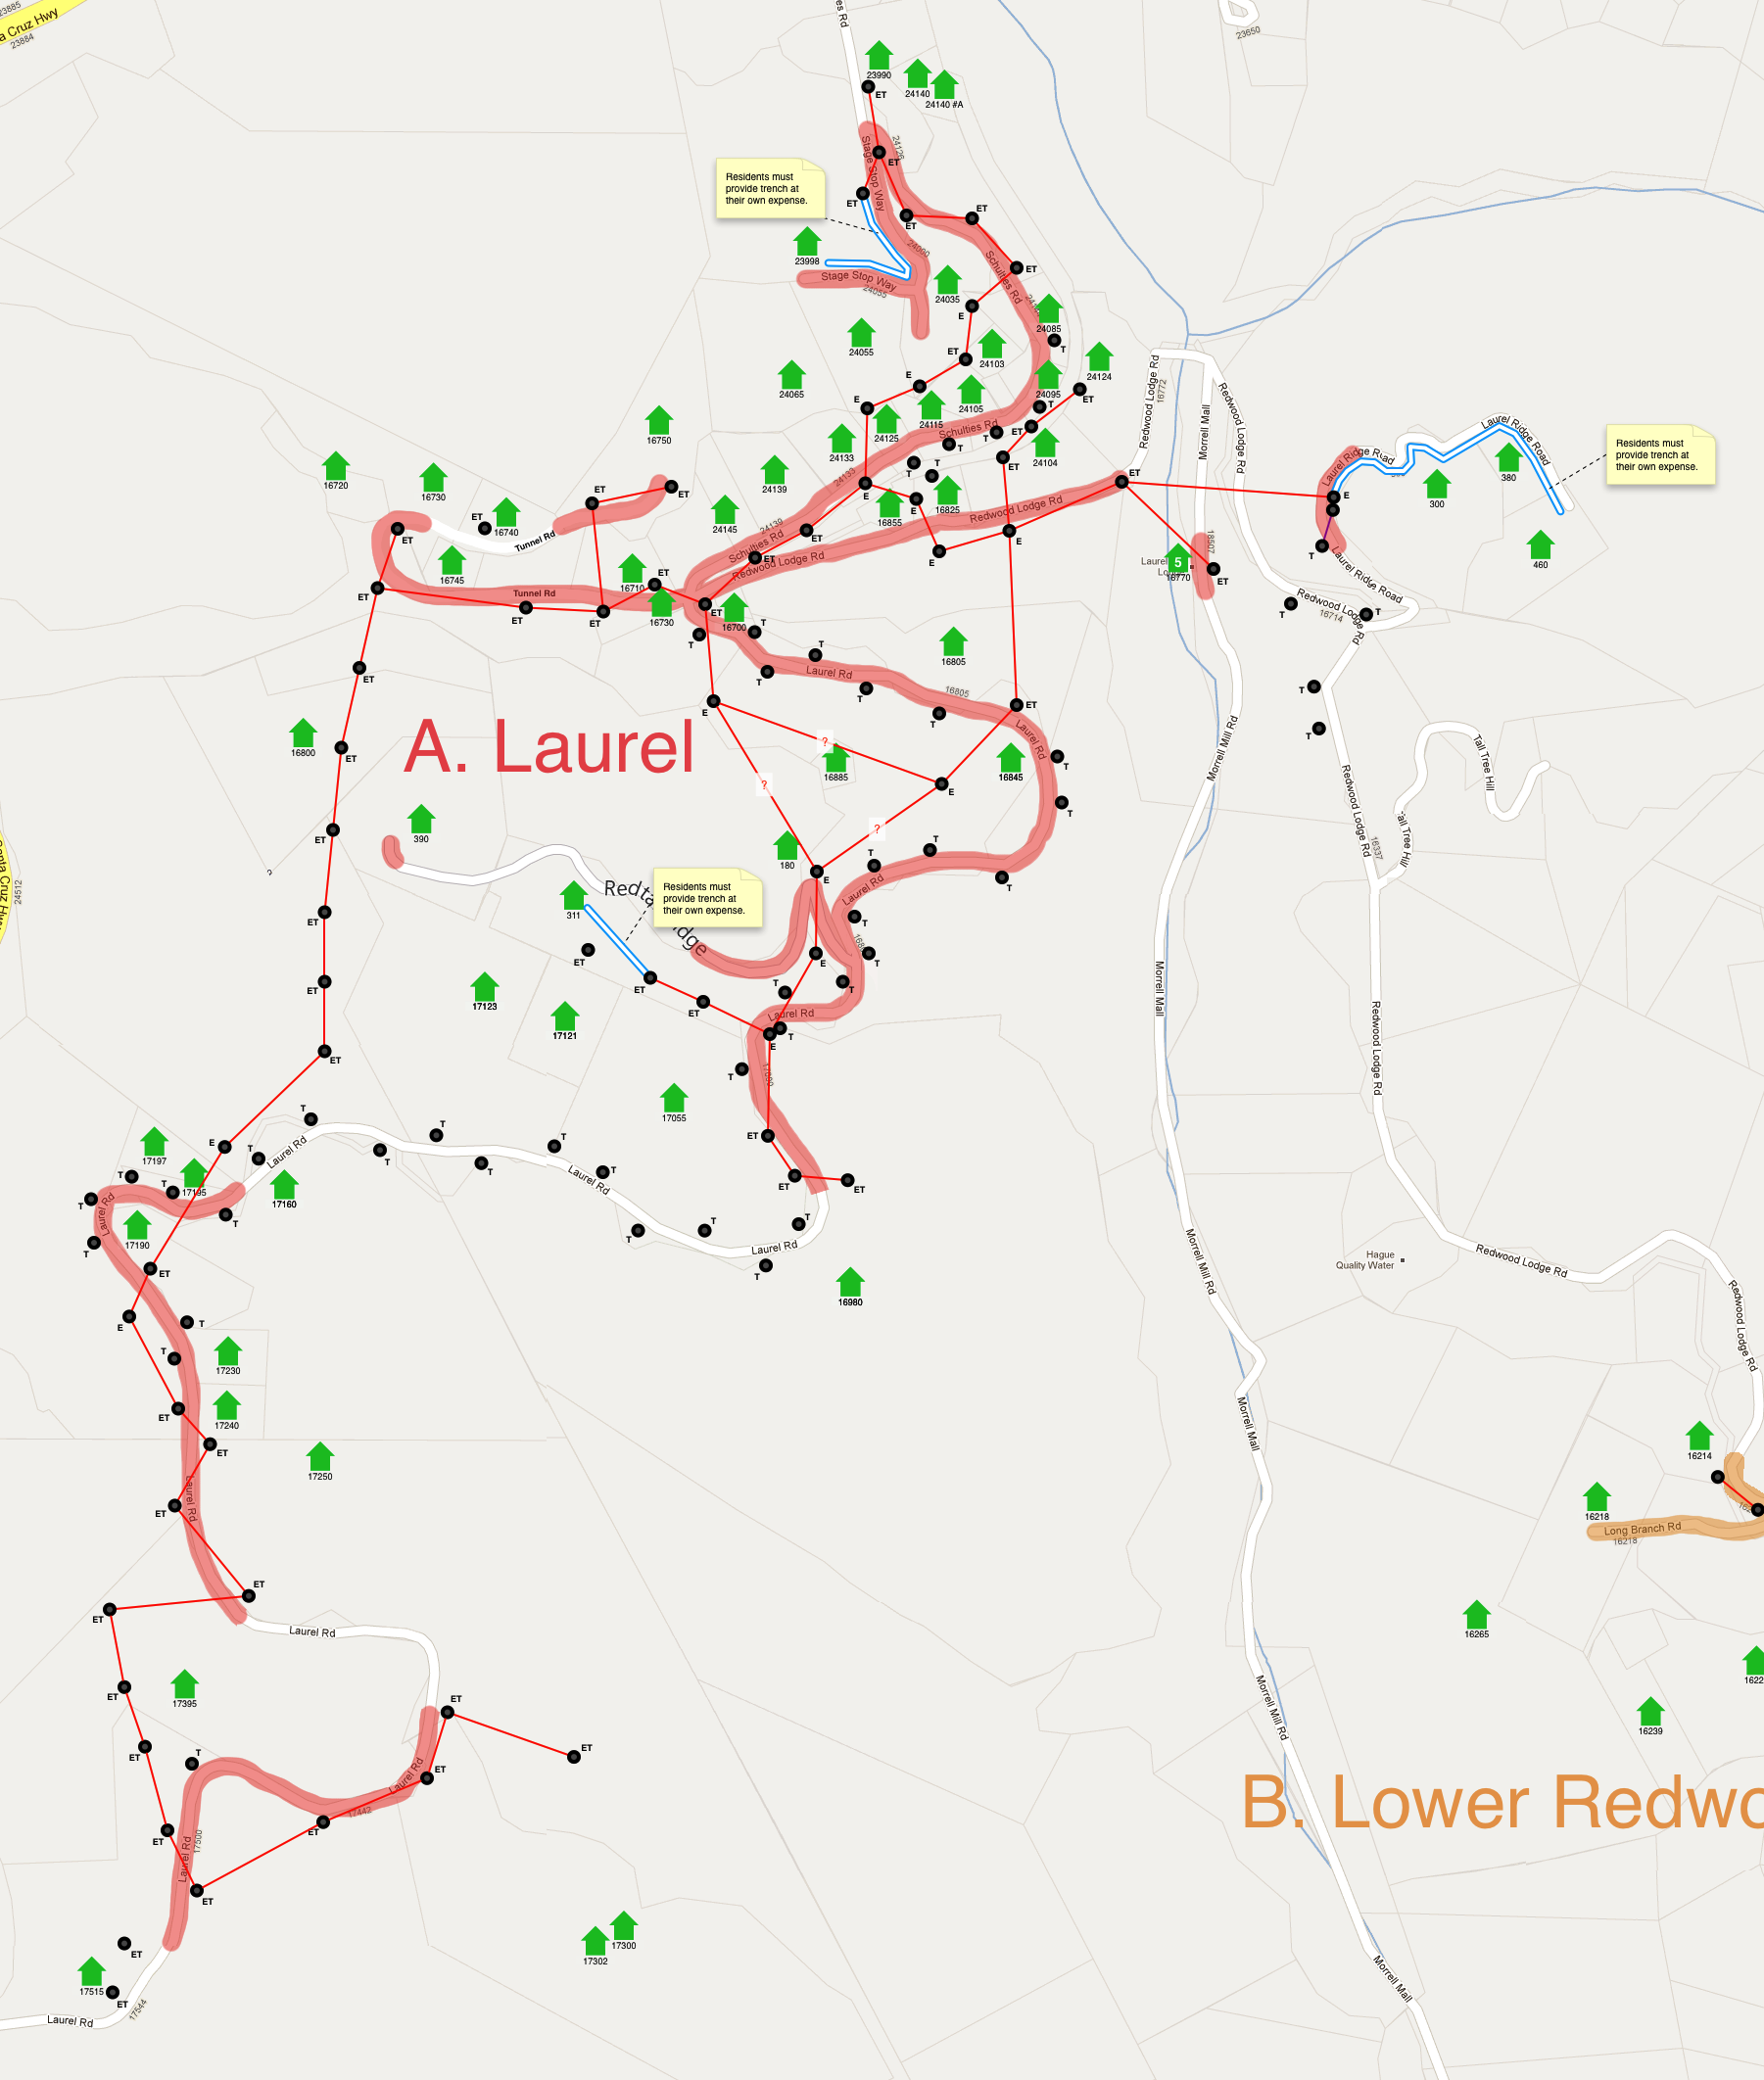 23885
a Cruz Hwy
23884
es Rd
23650
23990
ET
24140
24140 #A
24126
ET
Stage Stop Way
Residents must
provide trench at
their own expense.
ET
ET
ET
24090
23998
Stage Stop Way
24055
24035
Schulties Rd
ET
E
24085
T
24055
ET
24103
24124
Redwood Lodge Rd
16772
24065
E
24105
24095
ET
T
E
24115
24125
Schulties Rd
T
ET
24104
Morrell Mall
Redwood Lodge Rd
Laurel Ridge Road
Residents must
provide trench at
their own expense.
16750
24133
T
T
T
ET
ET
16720
16730
24139
24133
16855
16825
E
380
300
ET
ET
16740
ET
24145
24139
Schulties Rd
ET
Redwood Lodge Rd
E
E
Laurel Ridge Road
460
Tunnel Rd
ET
16745
ET
Redwood Lodge Rd
E
T
18507
5
16770
ET
16710
ET
Laurel Ridge Road
ET
Tunnel Rd
ET
ET
16730
ET
16700
T
T
T
Redwood Lodge Rd
16714
T
ET
T
T
Laurel Rd
16805
16805
T
T
T
A. Laurel
E
ET
Laurel Rd
T
16800
ET
?
16885
16845
T
Morrell Mill Rd
Tall Tree Hill
?
E
T
Redwood Lodge Rd
16337
Tall Tree Hill
390
ET
?
180
T
T
E
T
Laurel Rd
?
Santa Cruz Hwy
24512
311
Residents must
provide trench at
their own expense.
ET
T
T
ET
E
T
T
ET
ET
17123
17121
ET
Laurel Rd
T
E
Morrell Mall
Redwood Lodge Rd
ET
T
17090
17055
T
E
T
Laurel Rd
T
T
T
T
ET
17197
T
17195
T
17160
T
Laurel Rd
ET
ET
T
Laurel Rd
T
17190
T
T
T
T
Laurel Rd
T
T
ET
16980
Morrell Mill Rd
Hague
Quality Water
Redwood Lodge Rd
Redwood Lodge Rd
E
T
T
17230
17240
ET
ET
17250
Morrell Mall
16214
ET
Laurel Rd
16218
Long Branch Rd
16218
ET
ET
Laurel Rd
16265
17395
ET
ET
Morrell Mill Rd
16239
ET
T
ET
ET
Laurel Rd
17442
ET
B. Lower Redwo
ET
17500
Laurel Rd
ET
ET
17302
17300
17515
ET
17544
Laurel Rd
Morrell Mall